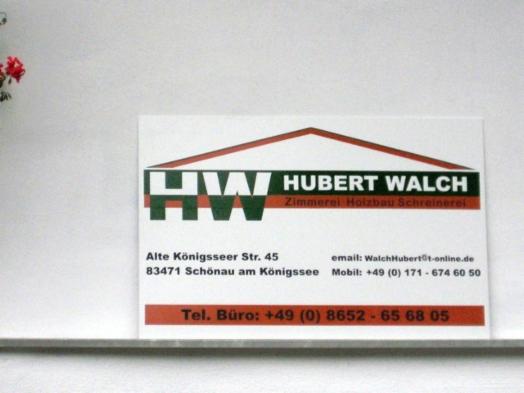 HW HUBERT WALCH
Zimmerei Holzbau Schreinerei
Alte Königsseer Str. 45
83471 Schönau am Königssee
email: WalchHubert@t-online.de
Mobil: +49 (0) 171 - 674 60 50
Tel. Büro: +49 (0) 8652 - 65 68 05